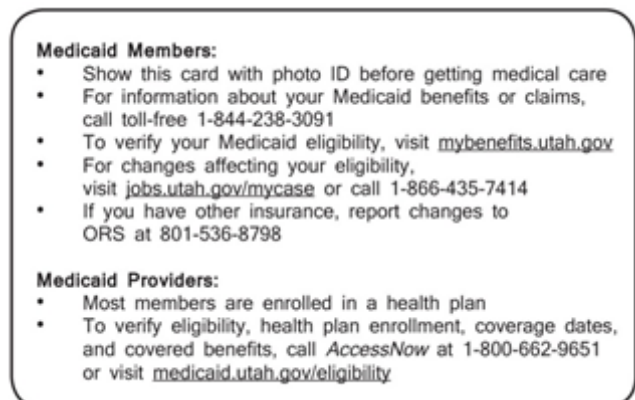 Medicaid Members:
• Show this card with photo ID before getting medical care
• For information about your Medicaid benefits or claims,
call toll-free 1-844-238-3091
• To verify your Medicaid eligibility, visit mybenefits.utah.gov
• For changes affecting your eligibility,
visit jobs.utah.gov/mycase or call 1-866-435-7414
• If you have other insurance, report changes to
ORS at 801-536-8798
Medicaid Providers:
• Most members are enrolled in a health plan
• To verify eligibility, health plan enrollment, coverage dates,
and covered benefits, call AccessNow at 1-800-662-9651
or visit medicaid.utah.gov/eligibility